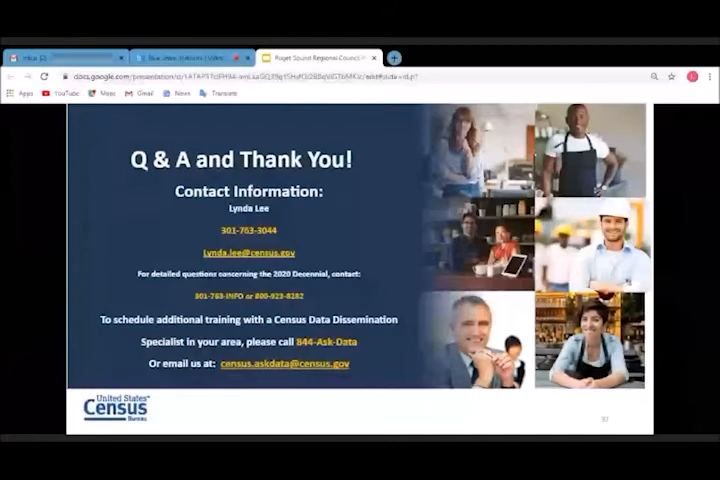 Puget Sound Regional Council
Apps YouTube Maps Gmail News Translate
Q & A and Thank You!
Contact Information:
Lynda Lee
301-763-3044
Lynda.lee@census.gov
For detailed questions concerning the 2020 Decennial, contact:
301-763-INFO or 800-923-8282
To schedule additional training with a Census Data Dissemination
Specialist in your area, please call 844-Ask-Data
Or email us at: census.askdata@census.gov
United States®
Census
Bureau
37